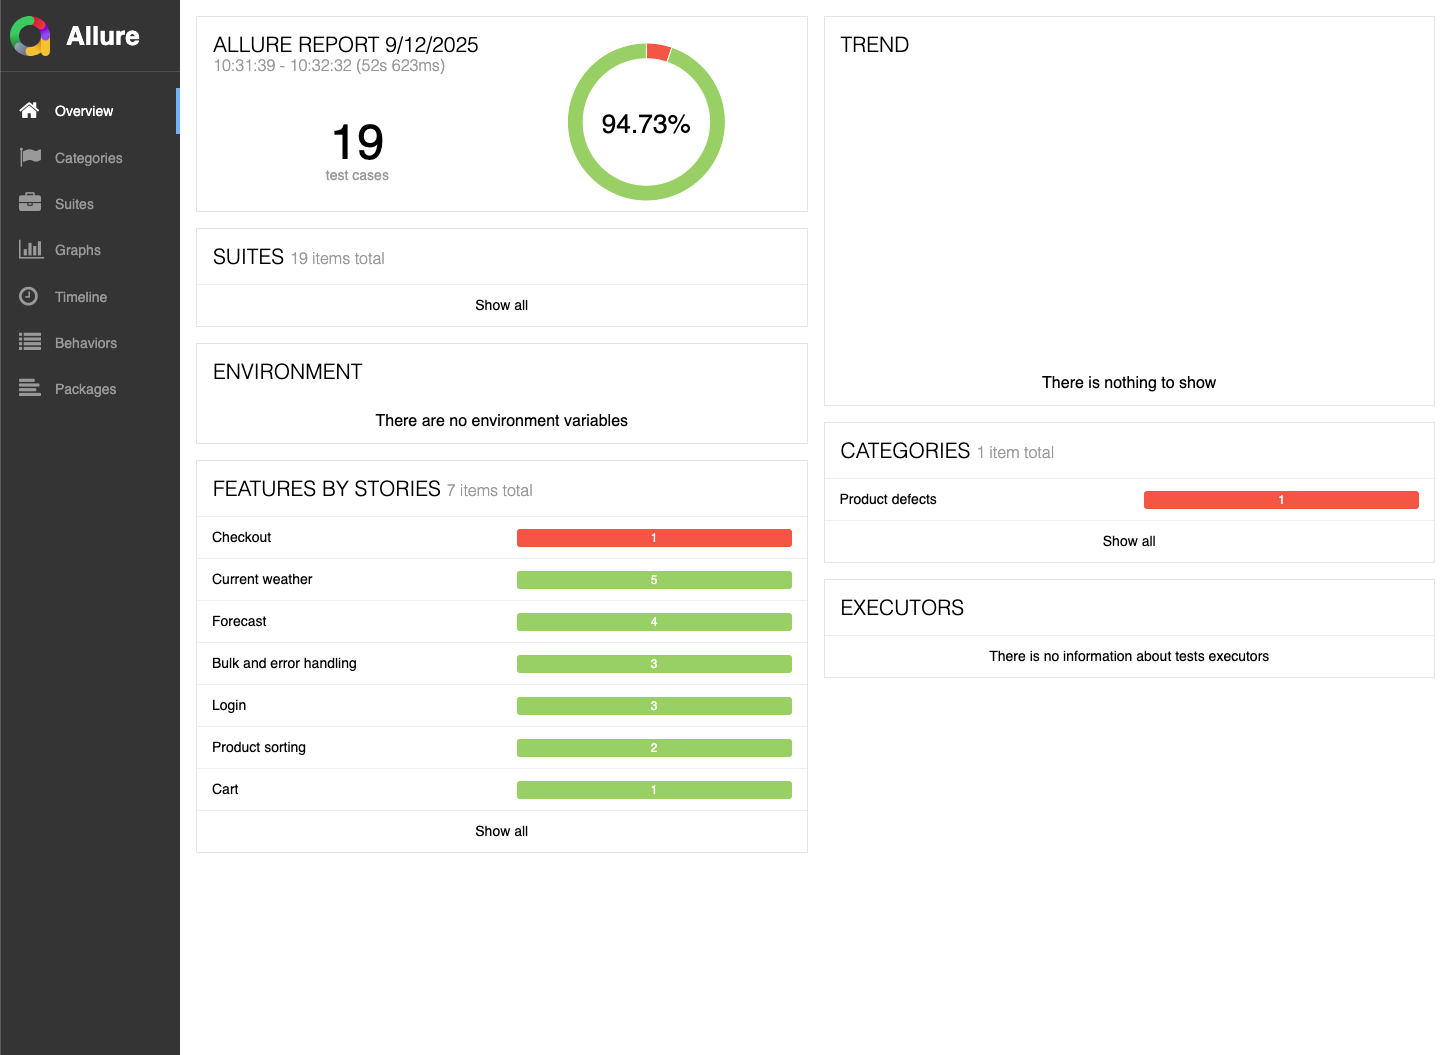 Allure
Overview
Categories
Suites
Graphs
Timeline
Behaviors
Packages
ALLURE REPORT 9/12/2025
10:31:39 - 10:32:32 (52s 623ms)
19
test cases
94.73%
SUITES 19 items total
Show all
ENVIRONMENT
There are no environment variables
FEATURES BY STORIES 7 items total
Checkout 1
Current weather 5
Forecast 4
Bulk and error handling 3
Login 3
Product sorting 2
Cart 1
Show all
TREND
There is nothing to show
CATEGORIES 1 item total
Product defects 1
Show all
EXECUTORS
There is no information about tests executors